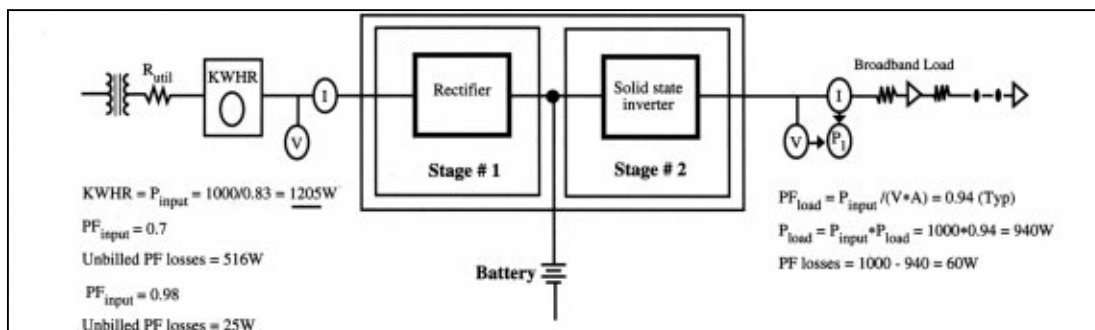 R_util
KWHR
I
V
Rectifier
Stage # 1
Solid state
inverter
Stage # 2
Battery
Broadband Load
I
V
P_1
KWHR = P_input = 1000/0.83 = 1205W
PF_input = 0.7
Unbilled PF losses = 516W
PF_input = 0.98
Unbilled PF losses = 25W
PF_load = P_input /(V*A) = 0.94 (Typ)
P_load = P_input*P_load = 1000*0.94 = 940W
PF losses = 1000 - 940 = 60W